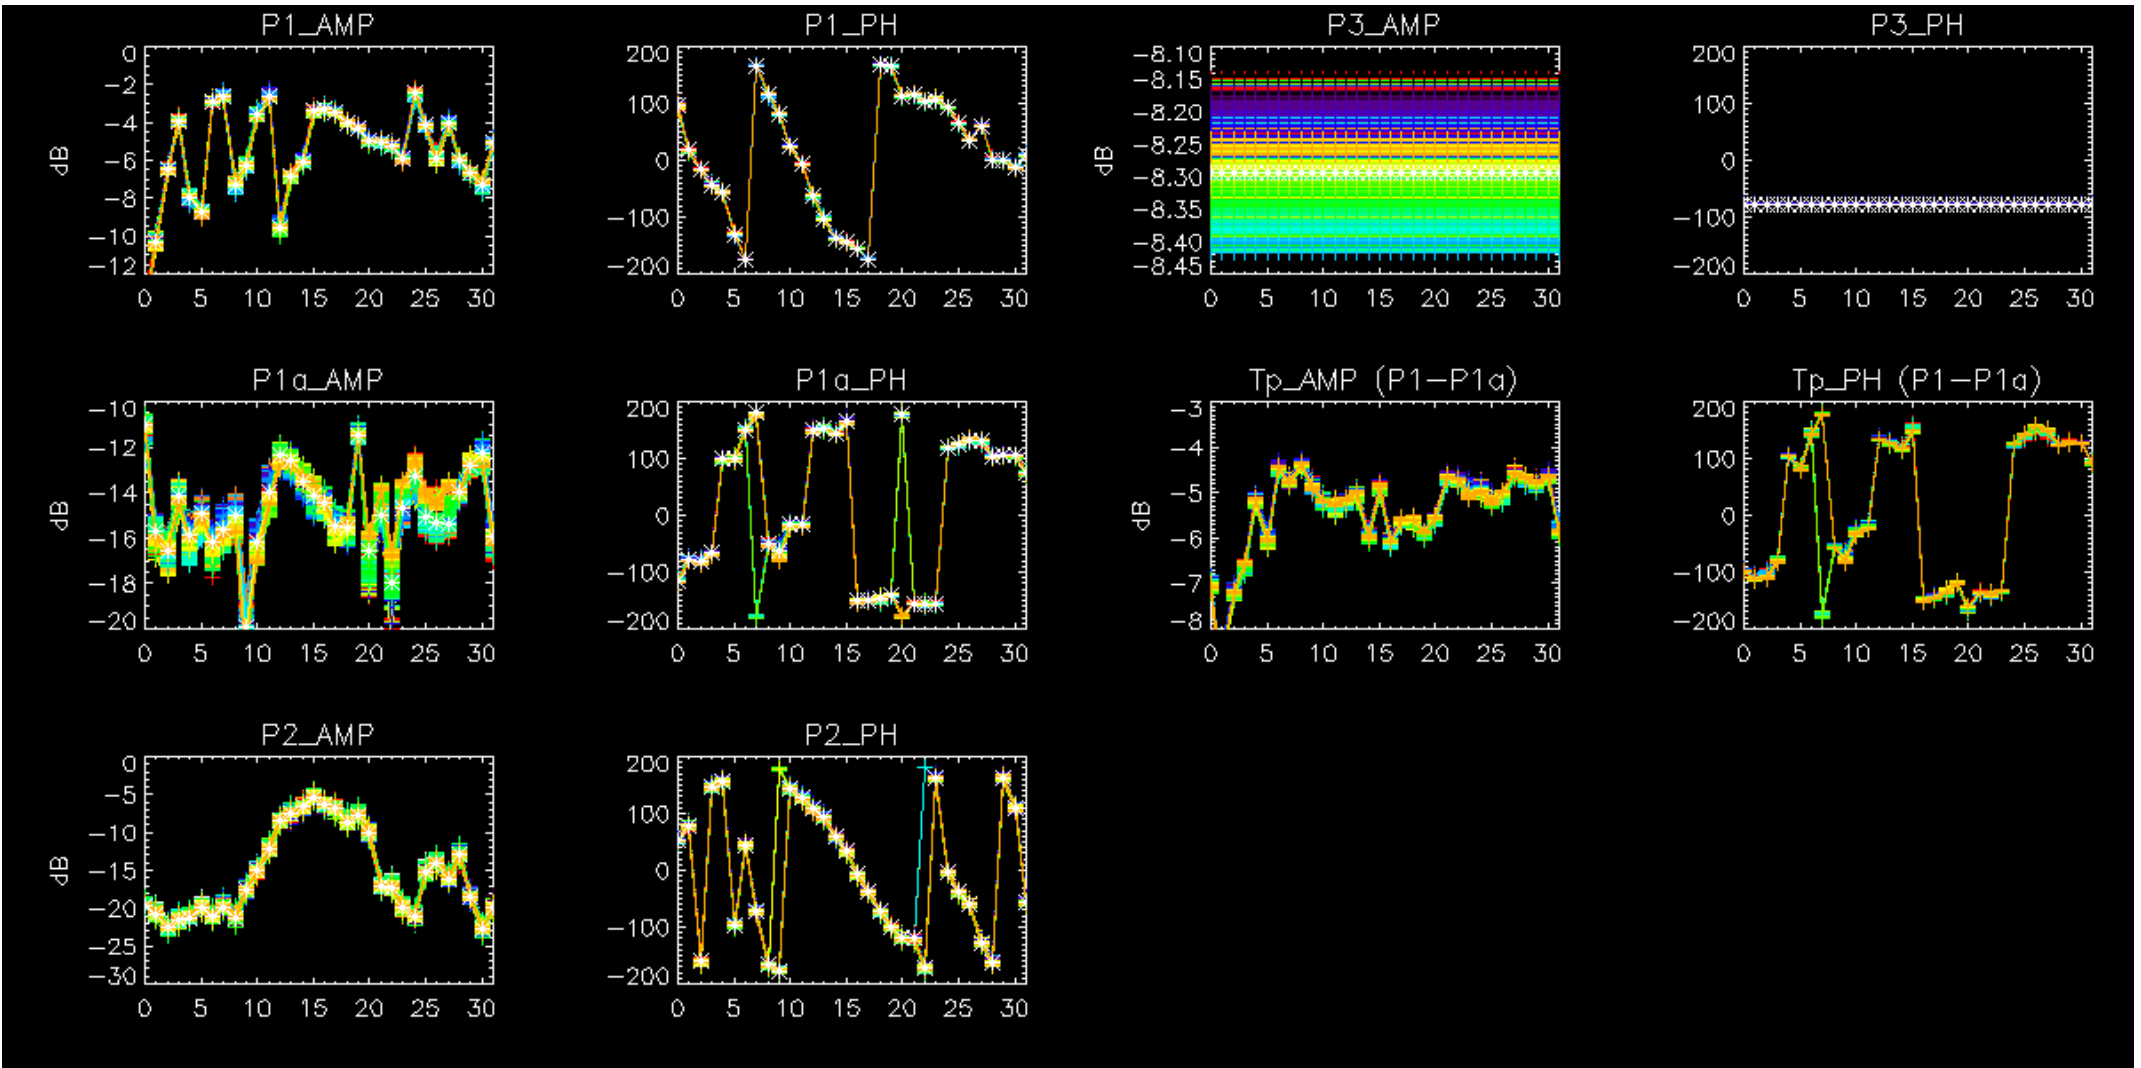 P1_AMP
P1_PH
P3_AMP
P3_PH
0
-2
-4
-6
-8
-10
-12
dB
0 5 10 15 20 25 30
200
100
0
-100
-200
0 5 10 15 20 25 30
-8.10
-8.15
-8.20
-8.25
-8.30
-8.35
-8.40
-8.45
dB
0 5 10 15 20 25 30
200
100
0
-100
-200
0 5 10 15 20 25 30
P1a_AMP
P1a_PH
Tp_AMP (P1-P1a)
Tp_PH (P1-P1a)
-10
-12
-14
-16
-18
-20
dB
0 5 10 15 20 25 30
200
100
0
-100
-200
0 5 10 15 20 25 30
-3
-4
-5
-6
-7
-8
dB
0 5 10 15 20 25 30
200
100
0
-100
-200
0 5 10 15 20 25 30
P2_AMP
P2_PH
0
-5
-10
-15
-20
-25
-30
dB
0 5 10 15 20 25 30
200
100
0
-100
-200
0 5 10 15 20 25 30